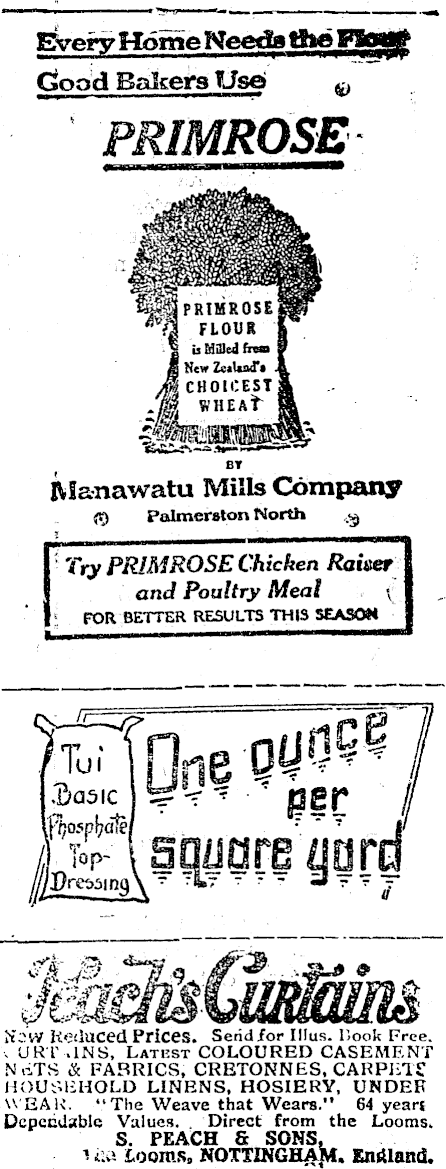 Every Home Needs the Flour
Good Bakers Use
PRIMROSE
PRIMROSE
FLOUR
is Milled from
New Zealand's
CHOICEST
WHEAT
BY
Manawatu Mills Company
Palmerston North
Try PRIMROSE Chicken Raiser
and Poultry Meal
FOR BETTER RESULTS THIS SEASON
Tui
Basic
Phosphate
Top-
Dressing
One ounce
per
square yard
Peach's Curtains
New Reduced Prices. Send for Illus. Book Free.
CURTAINS, LATEST COLOURED CASEMENT
NETS & FABRICS, CRETONNES, CARPETS
HOUSEHOLD LINENS, HOSIERY, UNDER
WEAR. "The Weave that Wears." 64 years
Dependable Values. Direct from the Looms.
S. PEACH & SONS,
The Looms, NOTTINGHAM, England.